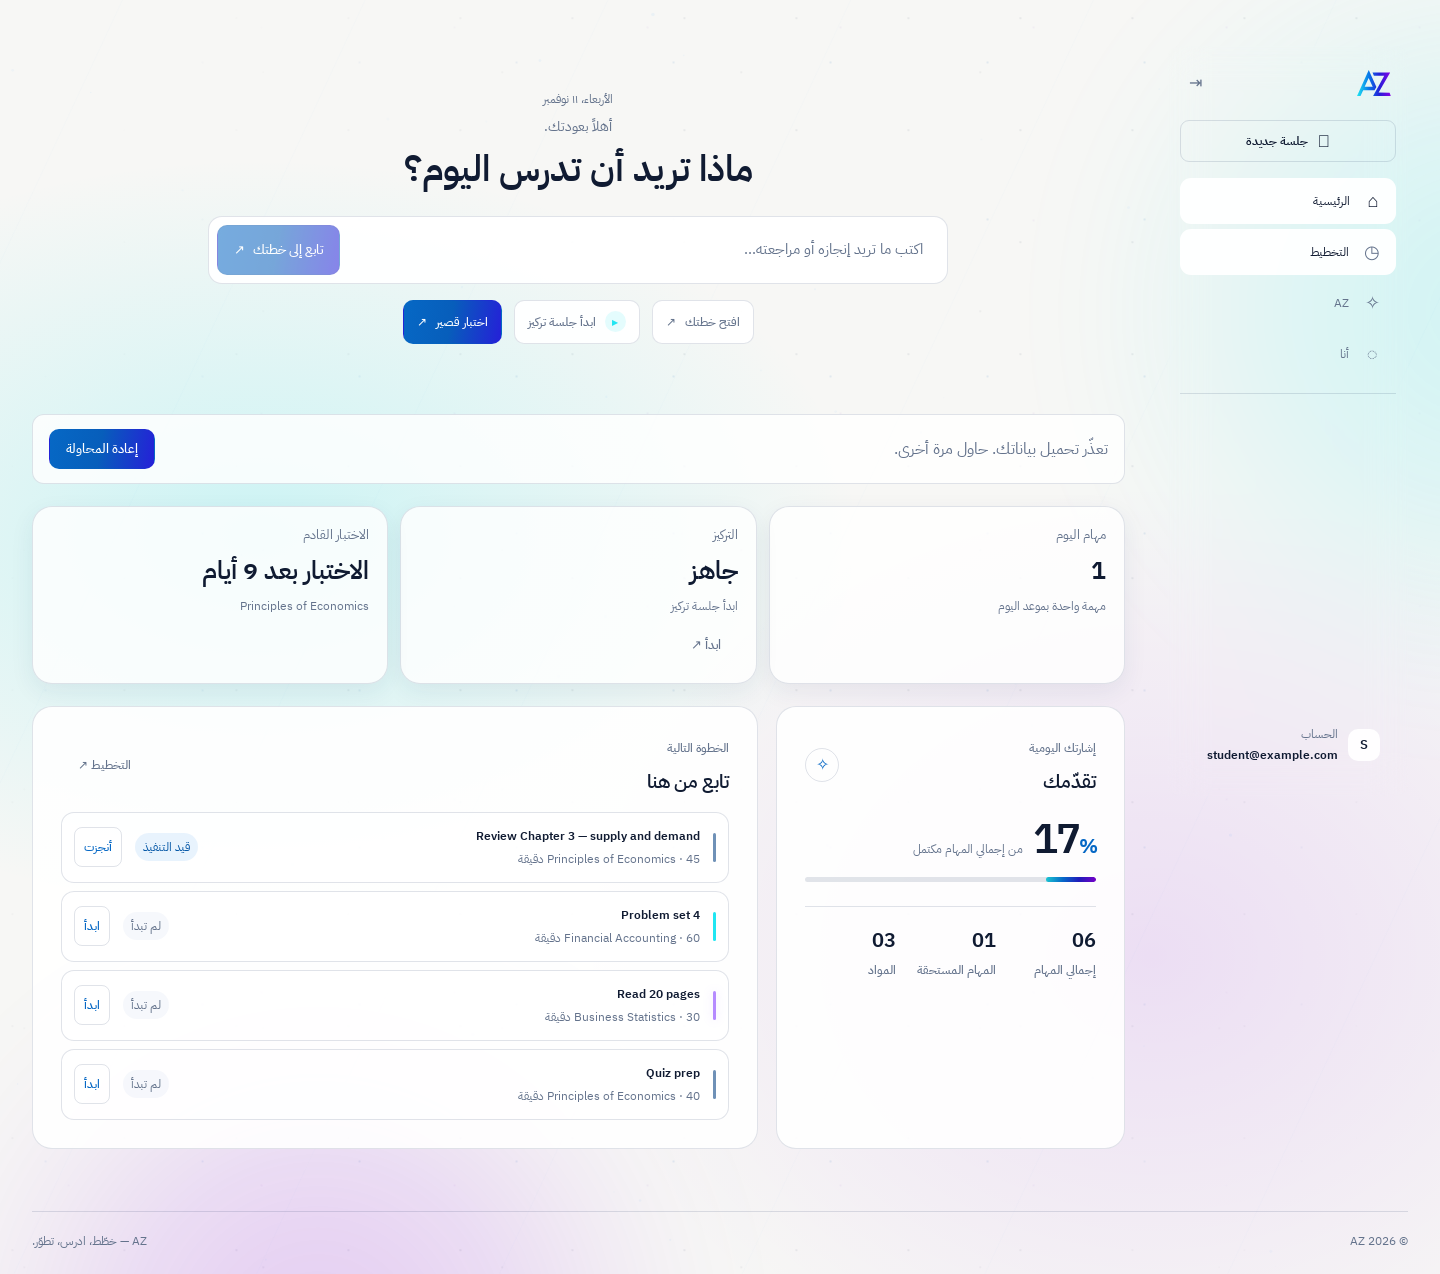 AZ
جلسة جديدة
الرئيسية
التخطيط
AZ
أنا
الحساب
S
student@example.com
الأربعاء، ١١ نوفمبر
أهلاً بعودتك.
ماذا تريد أن تدرس اليوم؟
اكتب ما تريد إنجازه أو مراجعته...
تابع إلى خطتك ↗
افتح خطتك ↗
ابدأ جلسة تركيز
اختبار قصير ↗
تعذّر تحميل بياناتك. حاول مرة أخرى.
إعادة المحاولة
مهام اليوم
1
مهمة واحدة بموعد اليوم
التركيز
جاهز
ابدأ جلسة تركيز
ابدأ ↗
الاختبار القادم
الاختبار بعد 9 أيام
Principles of Economics
إشارتك اليومية
تقدّمك
17%
من إجمالي المهام مكتمل
06
إجمالي المهام
01
المهام المستحقة
03
المواد
الخطوة التالية
تابع من هنا
التخطيط ↗
Review Chapter 3 — supply and demand
Principles of Economics · 45 دقيقة
قيد التنفيذ
أنجزت
Problem set 4
Financial Accounting · 60 دقيقة
لم تبدأ
ابدأ
Read 20 pages
Business Statistics · 30 دقيقة
لم تبدأ
ابدأ
Quiz prep
Principles of Economics · 40 دقيقة
لم تبدأ
ابدأ
© 2026 AZ
AZ — خطّط، ادرس، تطوّر.